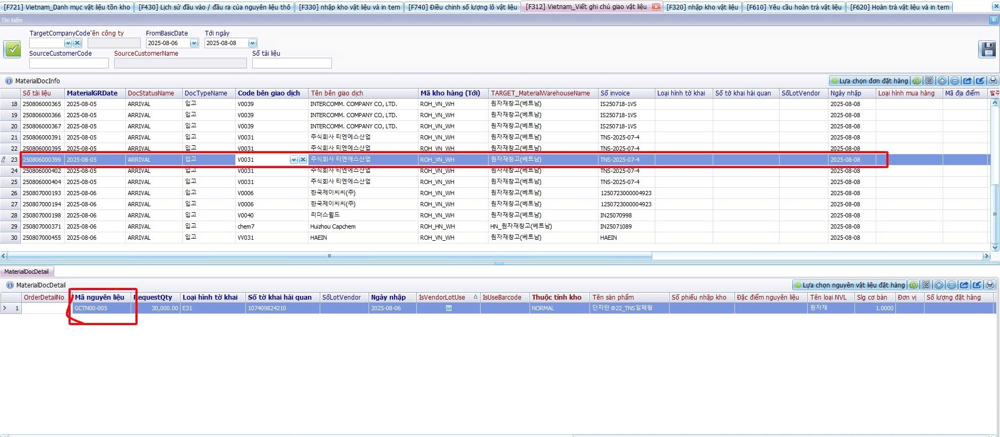 [F721] Vietnam_Danh mục vật liệu tồn kho [F430] Lịch sử đầu vào / đầu ra của nguyên liệu thô [F330] nhập kho vật liệu và in tem [F740] Điều chỉnh số lượng lô vật liệu [F312] Vietnam_Viết ghi chú giao vật liệu [F320] nhập kho vật liệu [F610] Yêu cầu hoàn trả vật liệu [F620] Hoàn trả vật liệu và in tem
Tìm kiếm
TargetCompanyCode ên công ty FromBasicDate Tới ngày
2025-08-06 2025-08-08
SourceCustomerCode SourceCustomerName Số tài liệu
MaterialDocInfo Lựa chọn đơn đặt hàng
Số tài liệu MaterialGRDate DocStatusName DocTypeName Code bên giao dịch Tên bên giao dịch Mã kho hàng (Tới) TARGET_MaterialWarehouseName Số invoice Loại hình tờ khai Số tờ khai hải quan SốLotVendor Ngày nhập Loại hình mua hàng Mã địa điểm 발주
18 250806000365 2025-08-05 ARRIVAL 입고 V0039 INTERCOMM. COMPANY CO, LTD. ROH_VN_WH 원자재창고(베트남) IS250718-1VS 2025-08-08
19 250806000366 2025-08-05 ARRIVAL 입고 V0039 INTERCOMM. COMPANY CO, LTD. ROH_VN_WH 원자재창고(베트남) IS250718-1VS 2025-08-08
20 250806000367 2025-08-05 ARRIVAL 입고 V0039 INTERCOMM. COMPANY CO, LTD. ROH_VN_WH 원자재창고(베트남) IS250718-1VS 2025-08-08
21 250806000391 2025-08-05 ARRIVAL 입고 V0031 주식회사 티엔에스산업 ROH_VN_WH 원자재창고(베트남) TNS-2025-07-4 2025-08-08
22 250806000395 2025-08-05 ARRIVAL 입고 V0031 주식회사 티엔에스산업 ROH_VN_WH 원자재창고(베트남) TNS-2025-07-4 2025-08-08
23 250806000399 2025-08-05 ARRIVAL 입고 V0031 주식회사 티엔에스산업 ROH_VN_WH 원자재창고(베트남) TNS-2025-07-4 2025-08-08
24 250806000402 2025-08-05 ARRIVAL 입고 V0031 주식회사 티엔에스산업 ROH_VN_WH 원자재창고(베트남) TNS-2025-07-4 2025-08-08
25 250806000404 2025-08-05 ARRIVAL 입고 V0031 주식회사 티엔에스산업 ROH_VN_WH 원자재창고(베트남) TNS-2025-07-4 2025-08-08
26 250807000193 2025-08-06 ARRIVAL 입고 V0006 한국제이씨씨(주) ROH_VN_WH 원자재창고(베트남) 1250723000004923 2025-08-08
27 250807000194 2025-08-06 ARRIVAL 입고 V0006 한국제이씨씨(주) ROH_VN_WH 원자재창고(베트남) 1250723000004923 2025-08-08
28 250807000198 2025-08-06 ARRIVAL 입고 V0040 리더스월드 ROH_VN_WH 원자재창고(베트남) IN25070998 2025-08-08
29 250807000371 2025-08-06 ARRIVAL 입고 chem7 Huizhou Capchem ROH_HN_WH HN_원자재창고(베트남) IN25071089 2025-08-08
30 250807000455 2025-08-06 ARRIVAL 입고 VV031 HAEIN ROH_VN_WH 원자재창고(베트남) HAEIN 2025-08-08
MaterialDocDetail
MaterialDocDetail Lựa chọn nguyên vật liệu đặt hàng
OrderDetailNo Mã nguyên liệu RequestQty Loại hình tờ khai Số tờ khai hải quan SốLotVendor Ngày nhập IsVendorLotUse IsUseBarcode Thuộc tính kho Tên sản phẩm Số phiếu nhập kho Đặc điểm nguyên liệu Tên loại NVL Slg cơ bản Đơn vị Số lượng đặt hàng
1 GCTN00-005 30,000.00 E31 107409824210 2025-08-06 NORMAL 단자판 Φ22_TNS일체형 원자재 1.0000